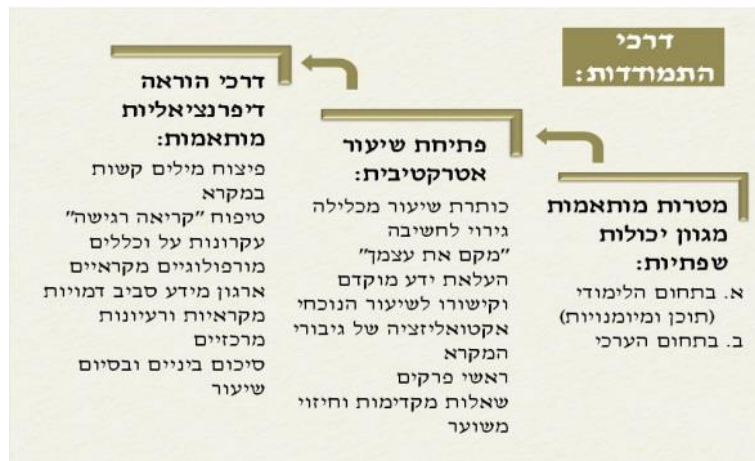 דרכי
התמודדות:
מטרות מותאמות
מגוון יכולות
שפתיות:
א. בתחום הלימודי
(תוכן ומיומנויות)
ב. בתחום הערכי
פתיחת שיעור
אטרקטיבית:
כותרת שיעור מכלילה
גירוי לחשיבה
"מקם את עצמך"
העלאת ידע מוקדם
וקישורו לשיעור הנוכחי
אקטואליזציה של גיבורי
המקרא
ראשי פרקים
שאלות מקדימות וחיזוי
משוער
דרכי הוראה
דיפרנציאליות
מותאמות:
פיצוח מילים קשות
במקרא
טיפוח "קריאה רגישה"
עקרונות על וכללים
מורפולוגיים מקראיים
ארגון מידע סביב דמויות
מקראיות ורעיונות
מרכזיים
סיכום ביניים ובסיום
שיעור